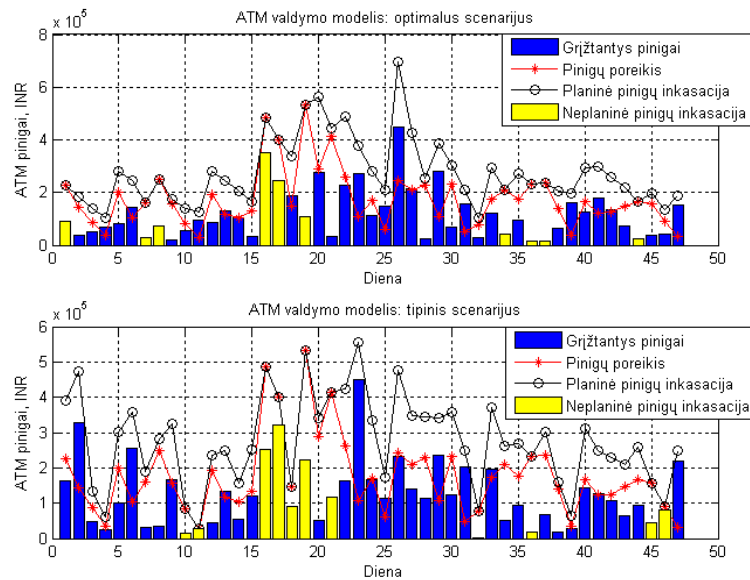 ATM valdymo modelis: optimalus scenarijus
x 10^5
8
6
4
2
0
ATM pinigai, INR
0 5 10 15 20 25 30 35 40 45 50
Diena
Grįžtantys pinigai
Pinigų poreikis
Planinė pinigų inkasacija
Neplaninė pinigų inkasacija
ATM valdymo modelis: tipinis scenarijus
x 10^5
6
5
4
3
2
1
0
ATM pinigai, INR
0 5 10 15 20 25 30 35 40 45 50
Diena
Grįžtantys pinigai
Pinigų poreikis
Planinė pinigų inkasacija
Neplaninė pinigų inkasacija